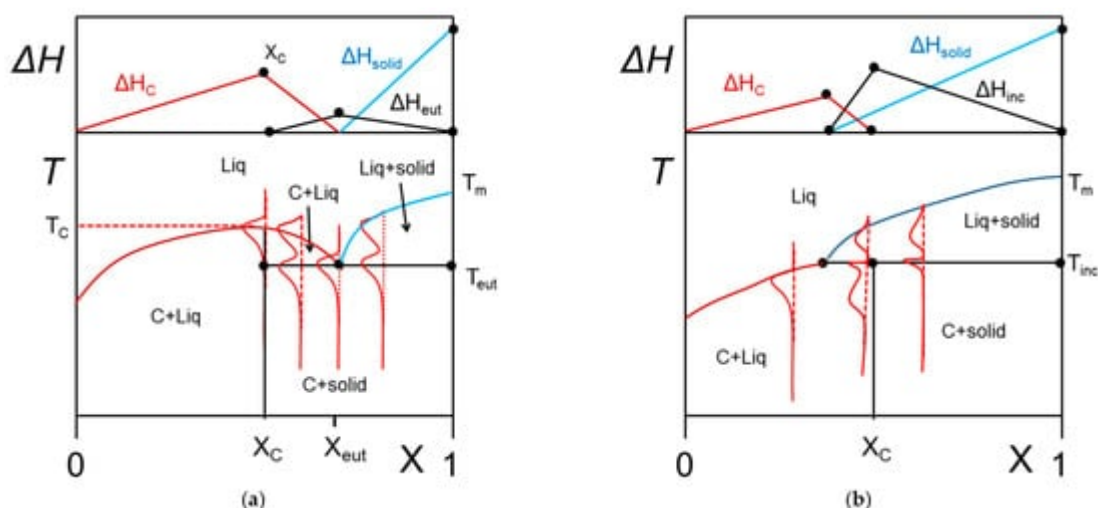 ΔH
X_C
ΔH_solid
ΔH_C
ΔH_eut
T
Liq
Liq+solid
C+Liq
T_m
T_C
T_eut
C+Liq
C+solid
0
X_C
X_eut
X
1
(a)
ΔH
ΔH_solid
ΔH_C
ΔH_inc
T
Liq
T_m
Liq+solid
T_inc
C+Liq
C+solid
0
X_C
X
1
(b)